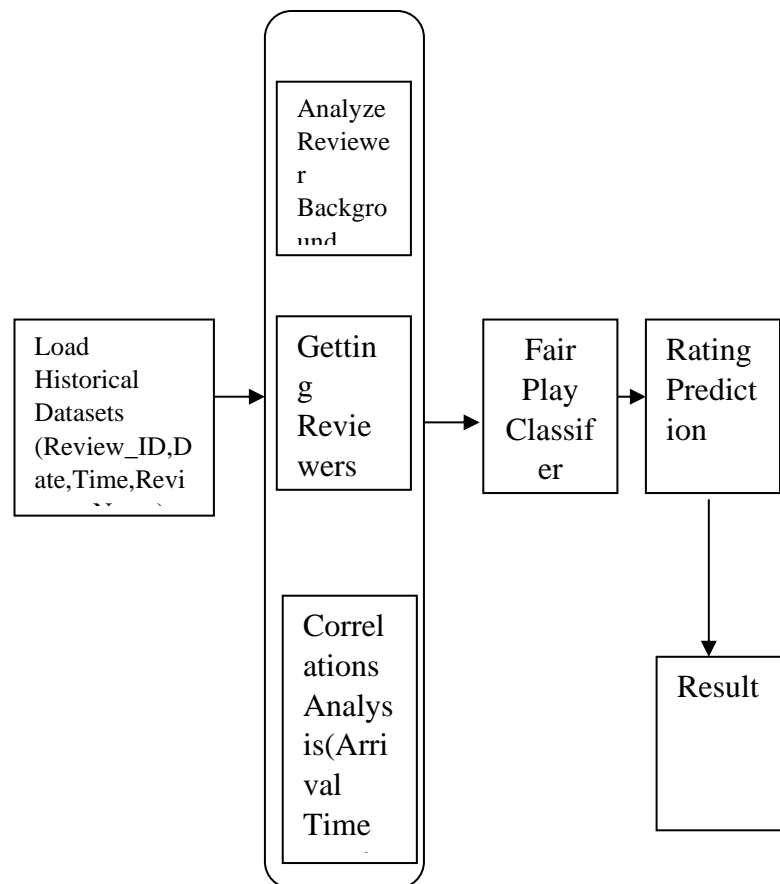 Analyze
Reviewe
r
Backgro
und
Load
Historical
Datasets
(Review_ID,D
ate,Time,Revi
Gettin
g
Revie
wers
Fair
Play
Classif
er
Rating
Predict
ion
Correl
ations
Analys
is(Arri
val
Time
Result